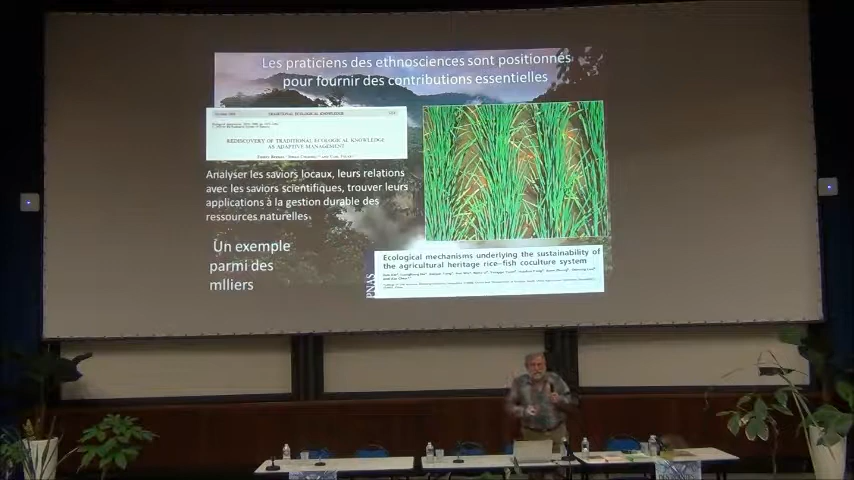 Les praticiens des ethnosciences sont positionnés
pour fournir des contributions essentielles
TRADITIONAL ECOLOGICAL KNOWLEDGE
REDISCOVERY OF TRADITIONAL ECOLOGICAL KNOWLEDGE
AS ADAPTIVE MANAGEMENT
Analyser les saviors locaux, leurs relations
avec les saviors scientifiques, trouver leurs
applications à la gestion durable des
ressources naturelles.
Un exemple
parmi des
mlliers
PNAS
Ecological mechanisms underlying the sustainability of
the agricultural heritage rice–fish coculture system